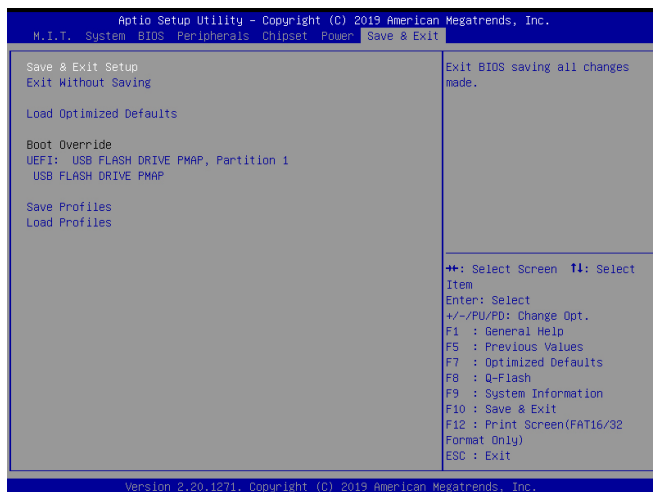 Aptio Setup Utility – Copyright (C) 2019 American Megatrends, Inc.
M.I.T. System BIOS Peripherals Chipset Power Save & Exit
Save & Exit Setup
Exit Without Saving
Load Optimized Defaults
Boot Override
UEFI: USB FLASH DRIVE PMAP, Partition 1
USB FLASH DRIVE PMAP
Save Profiles
Load Profiles
Exit BIOS saving all changes
made.
→←: Select Screen ↑↓: Select
Item
Enter: Select
+/-/PU/PD: Change Opt.
F1 : General Help
F5 : Previous Values
F7 : Optimized Defaults
F8 : Q-Flash
F9 : System Information
F10 : Save & Exit
F12 : Print Screen(FAT16/32
Format Only)
ESC : Exit
Version 2.20.1271. Copyright (C) 2019 American Megatrends, Inc.